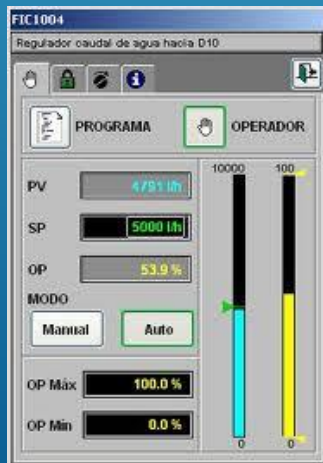 FIC1004
Regulador caudal de agua hacia D10
PROGRAMA OPERADOR
10000 100
PV 4791 l/h
SP 5000 l/h
OP 53.9 %
MODO
Manual Auto
OP Máx 100.0 %
OP Mín 0.0 %
0 0